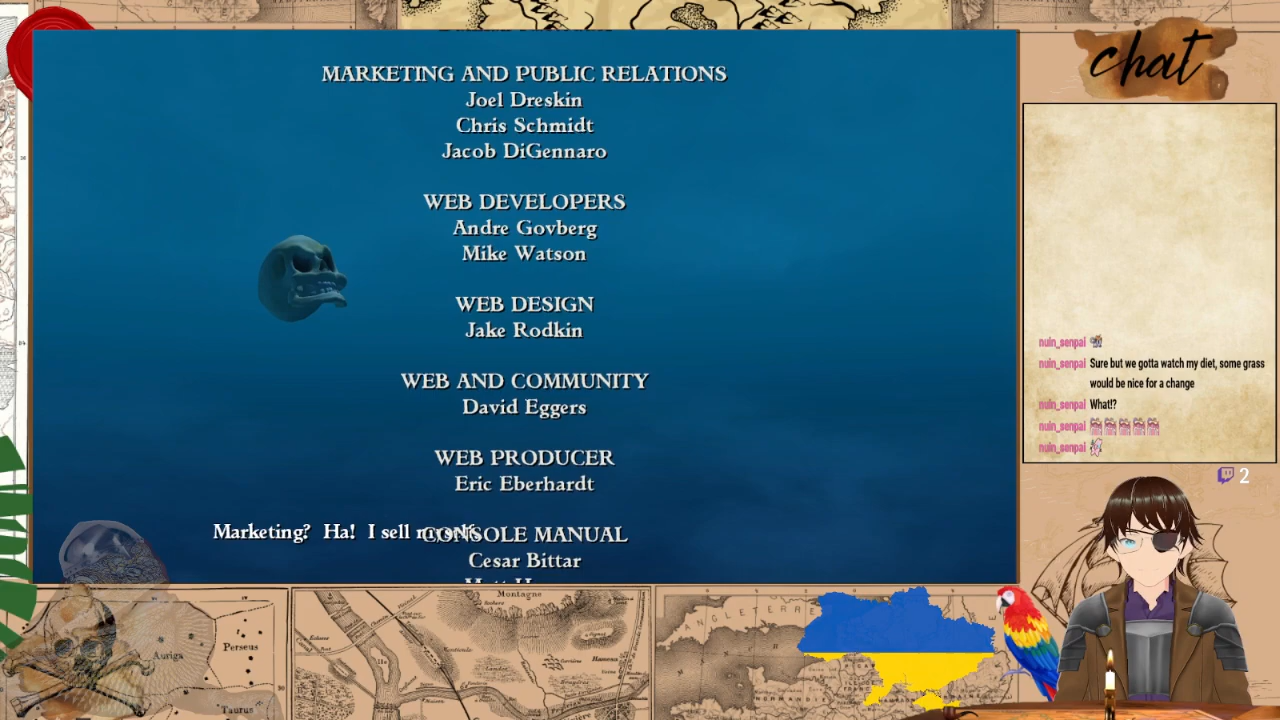 MARKETING AND PUBLIC RELATIONS
Joel Dreskin
Chris Schmidt
Jacob DiGennaro
WEB DEVELOPERS
Andre Govberg
Mike Watson
WEB DESIGN
Jake Rodkin
WEB AND COMMUNITY
David Eggers
WEB PRODUCER
Eric Eberhardt
CONSOLE MANUAL
Cesar Bittar
Marketing? Ha! I sell myself.
chat
nuin_senpai
nuin_senpai Sure but we gotta watch my diet, some grass
would be nice for a change
nuin_senpai What!?
nuin_senpai
nuin_senpai
2
Montagne
Auriga
Perseus
Taurus